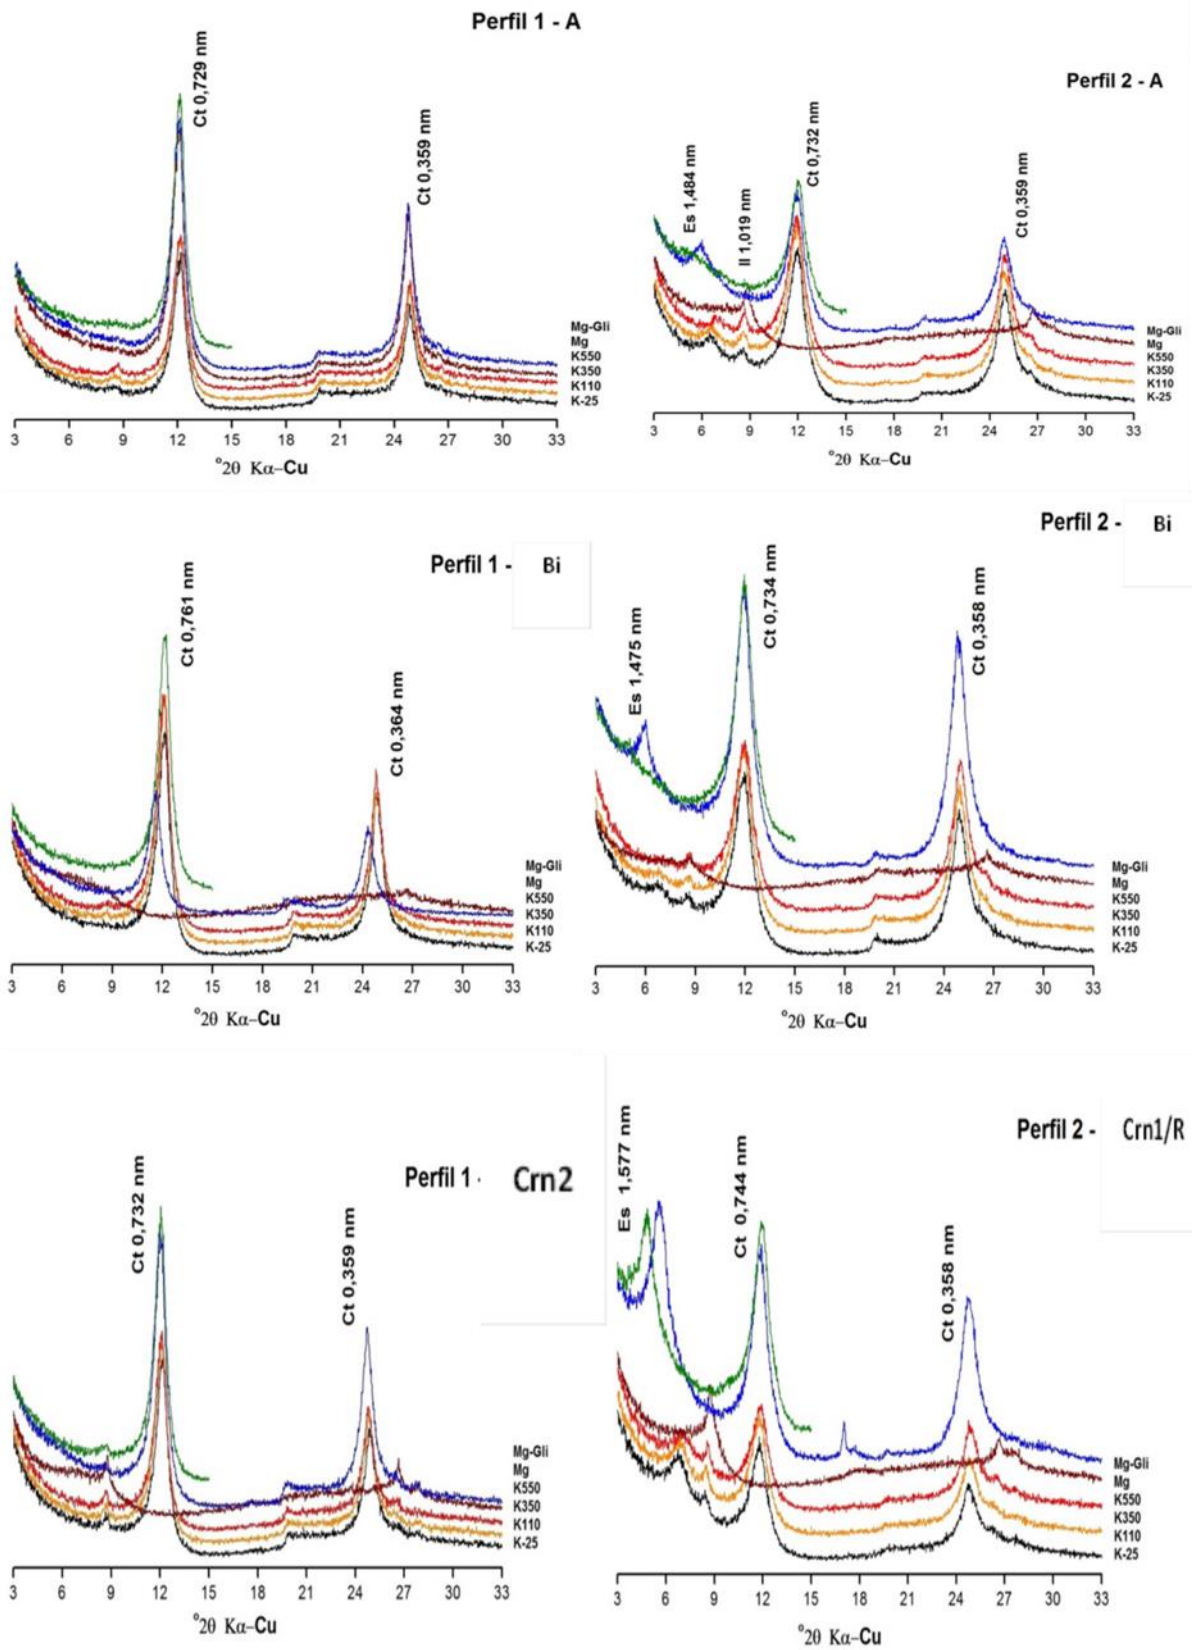 Perfil 1 - A
Ct 0,729 nm
Ct 0,359 nm
Mg-Gli
Mg
K550
K350
K110
K-25
3 6 9 12 15 18 21 24 27 30 33
°2θ Kα–Cu
Perfil 2 - A
Es 1,484 nm
Il 1,019 nm
Ct 0,732 nm
Ct 0,359 nm
Mg-Gli
Mg
K550
K350
K110
K-25
3 6 9 12 15 18 21 24 27 30 33
°2θ Kα–Cu
Perfil 1 - Bi
Ct 0,761 nm
Ct 0,364 nm
Mg-Gli
Mg
K550
K350
K110
K-25
3 6 9 12 15 18 21 24 27 30 33
°2θ Kα–Cu
Perfil 2 - Bi
Es 1,475 nm
Ct 0,734 nm
Ct 0,358 nm
Mg-Gli
Mg
K550
K350
K110
K-25
3 6 9 12 15 18 21 24 27 30 33
°2θ Kα–Cu
Perfil 1 - Crn2
Ct 0,732 nm
Ct 0,359 nm
Mg-Gli
Mg
K550
K350
K110
K-25
3 6 9 12 15 18 21 24 27 30 33
°2θ Kα–Cu
Perfil 2 - Crn1/R
Es 1,577 nm
Ct 0,744 nm
Ct 0,358 nm
Mg-Gli
Mg
K550
K350
K110
K-25
3 6 9 12 15 18 21 24 27 30 33
°2θ Kα–Cu